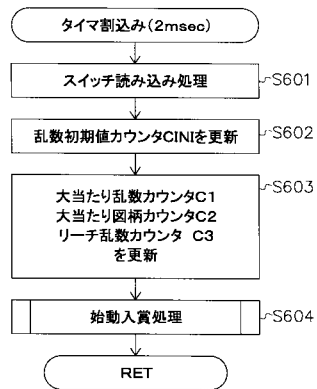 タイマ割込み(2msec)
スイッチ読み込み処理
S601
乱数初期値カウンタCINIを更新
S602
大当たり乱数カウンタC1
大当たり図柄カウンタC2
リーチ乱数カウンタ C3
を更新
S603
始動入賞処理
S604
RET